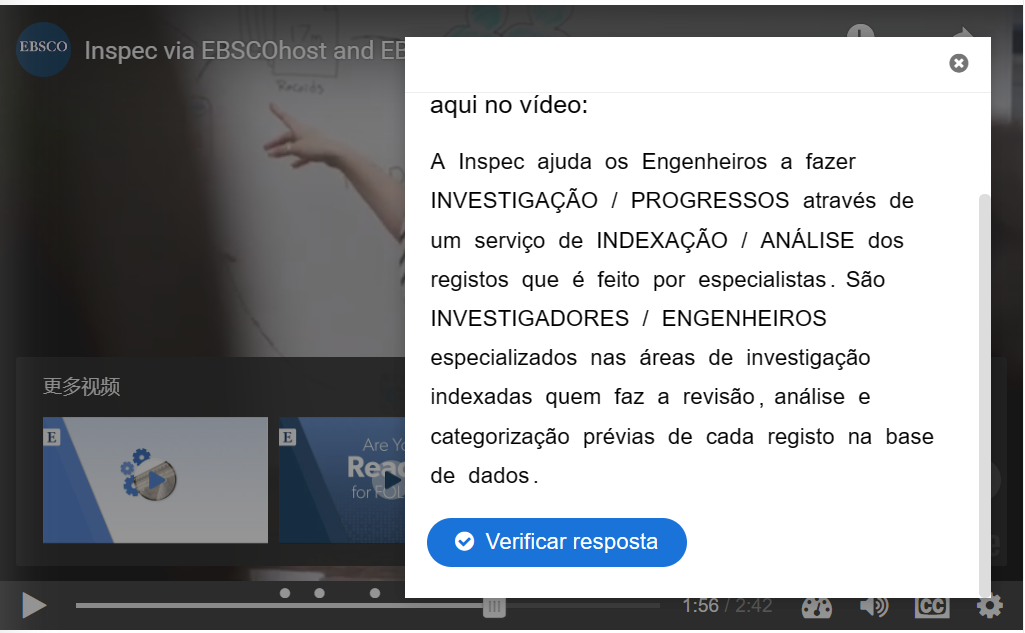 EBSCO
Inspec via EBSCOhost and EB
Records
aqui no vídeo:
A Inspec ajuda os Engenheiros a fazer
INVESTIGAÇÃO / PROGRESSOS através de
um serviço de INDEXAÇÃO / ANÁLISE dos
registos que é feito por especialistas. São
INVESTIGADORES / ENGENHEIROS
especializados nas áreas de investigação
indexadas quem faz a revisão, análise e
categorização prévias de cada registo na base
de dados.
Verificar resposta
更多视频
E
E
Are Yo
Read
for FOL
1:56 / 2:42
CC